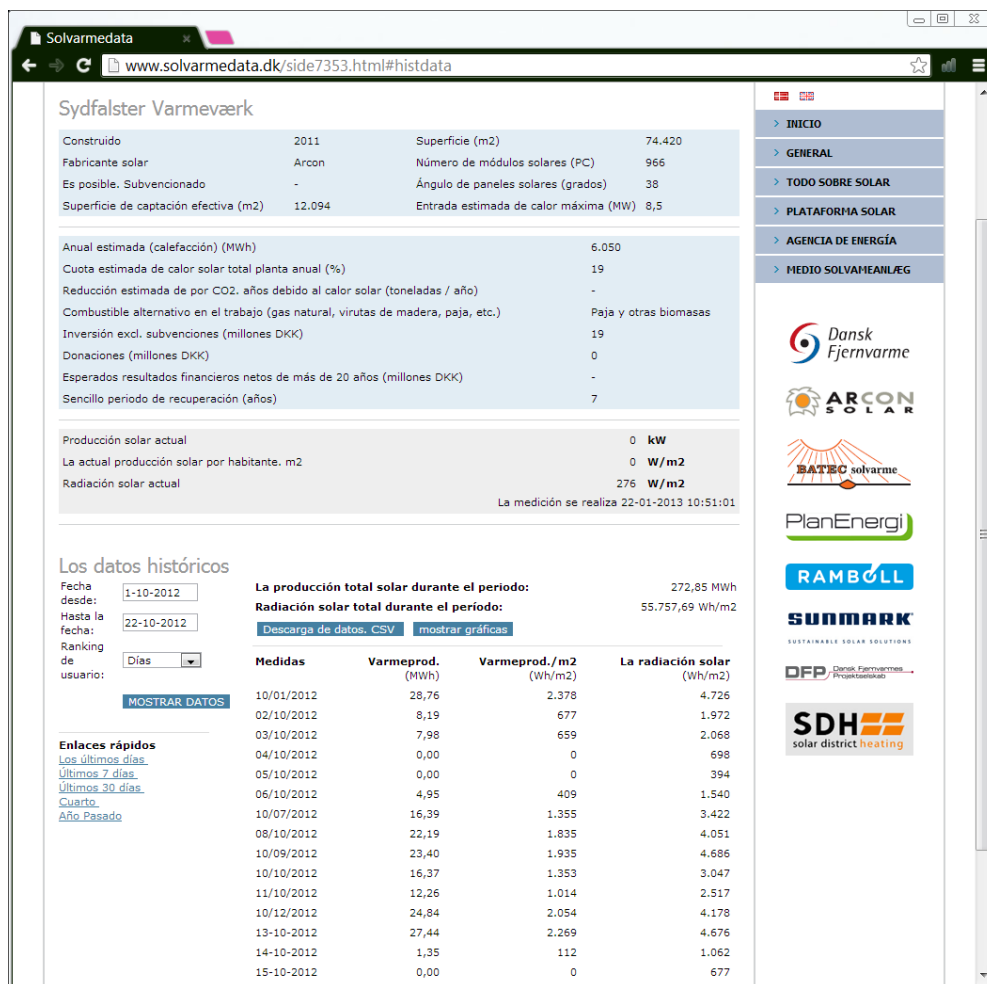 Solvarmedata
www.solvarmedata.dk/side7353.html#histdata
Sydfalster Varmeværk
Construido 2011 Superficie (m2) 74.420
Fabricante solar Arcon Número de módulos solares (PC) 966
Es posible. Subvencionado - Ángulo de paneles solares (grados) 38
Superficie de captación efectiva (m2) 12.094 Entrada estimada de calor máxima (MW) 8,5
Anual estimada (calefacción) (MWh) 6.050
Cuota estimada de calor solar total planta anual (%) 19
Reducción estimada de por CO2. años debido al calor solar (toneladas / año) -
Combustible alternativo en el trabajo (gas natural, virutas de madera, paja, etc.) Paja y otras biomasas
Inversión excl. subvenciones (millones DKK) 19
Donaciones (millones DKK) 0
Esperados resultados financieros netos de más de 20 años (millones DKK) -
Sencillo periodo de recuperación (años) 7
Producción solar actual 0 kW
La actual producción solar por habitante. m2 0 W/m2
Radiación solar actual 276 W/m2
La medición se realiza 22-01-2013 10:51:01
Los datos históricos
Fecha desde: 1-10-2012
Hasta la fecha: 22-10-2012
Ranking de usuario: Días
MOSTRAR DATOS
Enlaces rápidos
Los últimos días
Últimos 7 días
Últimos 30 días
Cuarto
Año Pasado
La producción total solar durante el periodo: 272,85 MWh
Radiación solar total durante el período: 55.757,69 Wh/m2
Descarga de datos. CSV mostrar gráficas
Medidas Varmeprod. Varmeprod./m2 La radiación solar
(MWh) (Wh/m2) (Wh/m2)
10/01/2012 28,76 2.378 4.726
02/10/2012 8,19 677 1.972
03/10/2012 7,98 659 2.068
04/10/2012 0,00 0 698
05/10/2012 0,00 0 394
06/10/2012 4,95 409 1.540
10/07/2012 16,39 1.355 3.422
08/10/2012 22,19 1.835 4.051
10/09/2012 23,40 1.935 4.686
10/10/2012 16,37 1.353 3.047
11/10/2012 12,26 1.014 2.517
10/12/2012 24,84 2.054 4.178
13-10-2012 27,44 2.269 4.676
14-10-2012 1,35 112 1.062
15-10-2012 0,00 0 677
> INICIO
> GENERAL
> TODO SOBRE SOLAR
> PLATAFORMA SOLAR
> AGENCIA DE ENERGÍA
> MEDIO SOLVAMEANLÆG
Dansk
Fjernvarme
ARCON
SOLAR
BATEC solvarme
PlanEnergi
RAMBØLL
SUNMARK
SUSTAINABLE SOLAR SOLUTIONS
DFP Dansk Fjernvarmes
Projektselskab
SDH
solar district heating